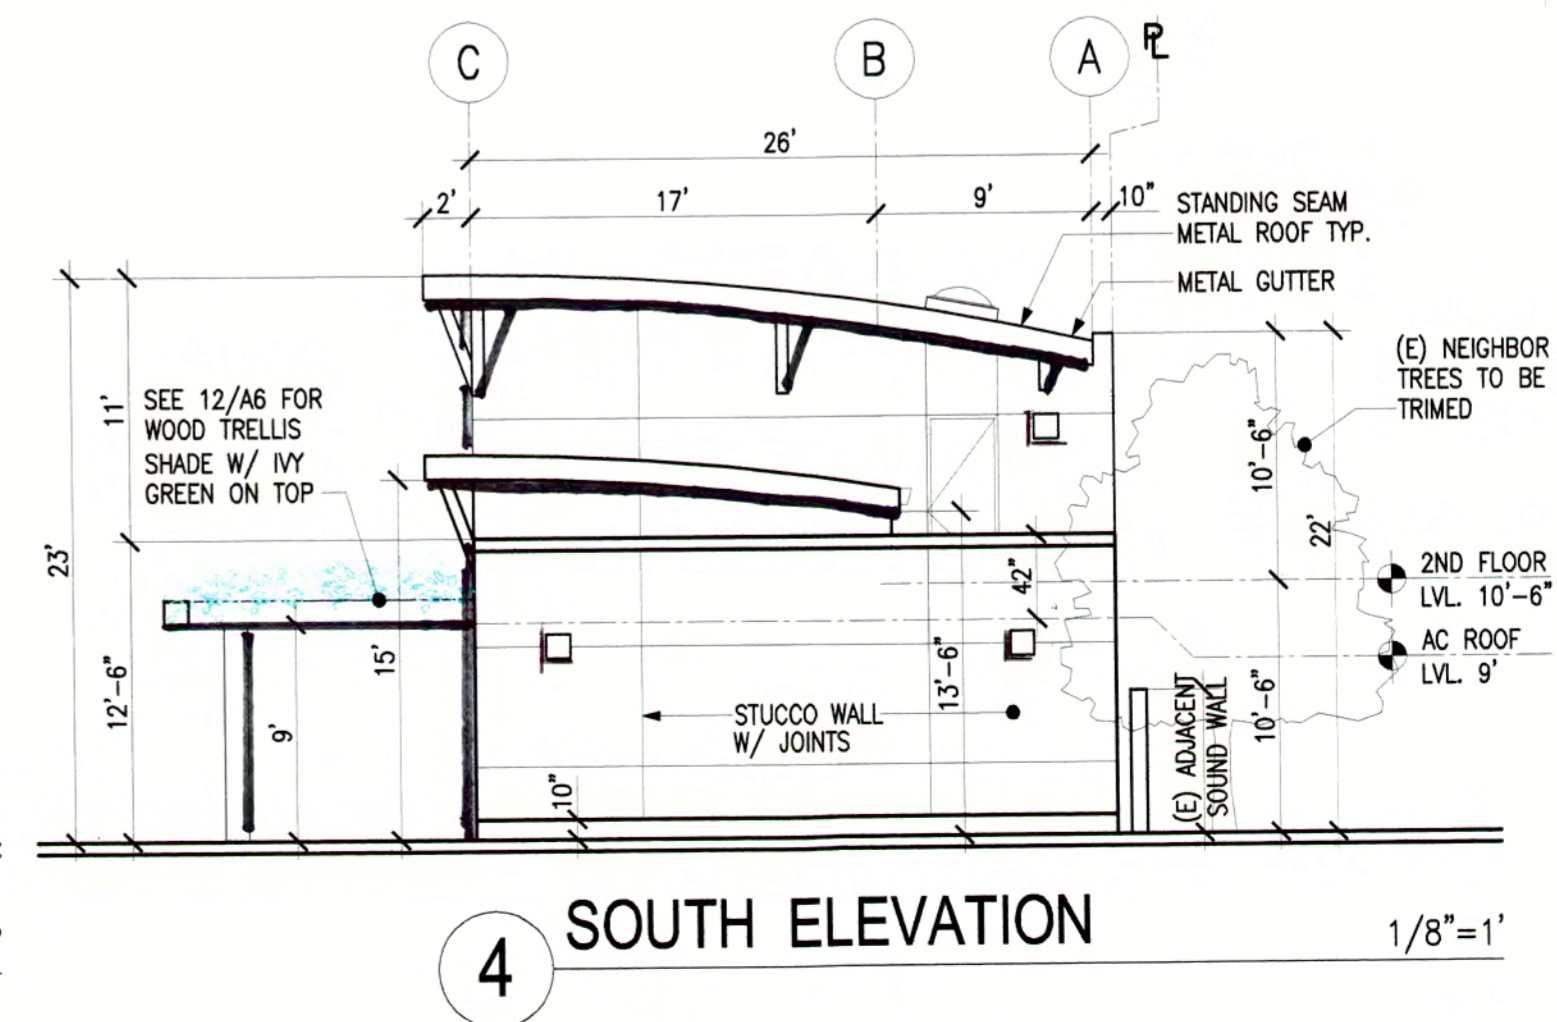 C
B
A
PL
26'
2'
17'
9'
10"
STANDING SEAM
METAL ROOF TYP.
METAL GUTTER
(E) NEIGHBOR
TREES TO BE
TRIMED
SEE 12/A6 FOR
WOOD TRELLIS
SHADE W/ IVY
GREEN ON TOP
11'
23'
12'-6"
9'
15'
10"
STUCCO WALL
W/ JOINTS
13'-6"
42"
10'-6"
22'
10'-6"
(E) ADJACENT
SOUND WALL
2ND FLOOR
LVL. 10'-6"
AC ROOF
LVL. 9'
4
SOUTH ELEVATION
1/8"=1'